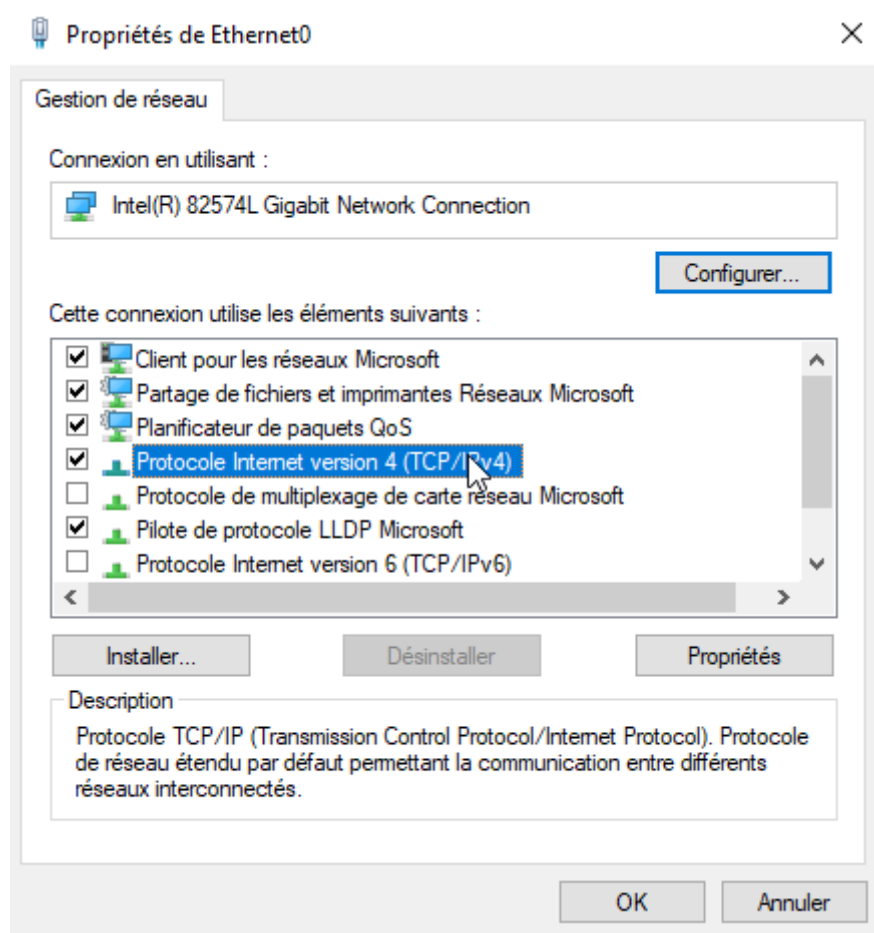 Propriétés de Ethernet0
Gestion de réseau
Connexion en utilisant :
Intel(R) 82574L Gigabit Network Connection
Configurer...
Cette connexion utilise les éléments suivants :
Client pour les réseaux Microsoft
Partage de fichiers et imprimantes Réseaux Microsoft
Planificateur de paquets QoS
Protocole Internet version 4 (TCP/IPv4)
Protocole de multiplexage de carte réseau Microsoft
Pilote de protocole LLDP Microsoft
Protocole Internet version 6 (TCP/IPv6)
Installer...
Désinstaller
Propriétés
Description
Protocole TCP/IP (Transmission Control Protocol/Internet Protocol). Protocole
de réseau étendu par défaut permettant la communication entre différents
réseaux interconnectés.
OK
Annuler